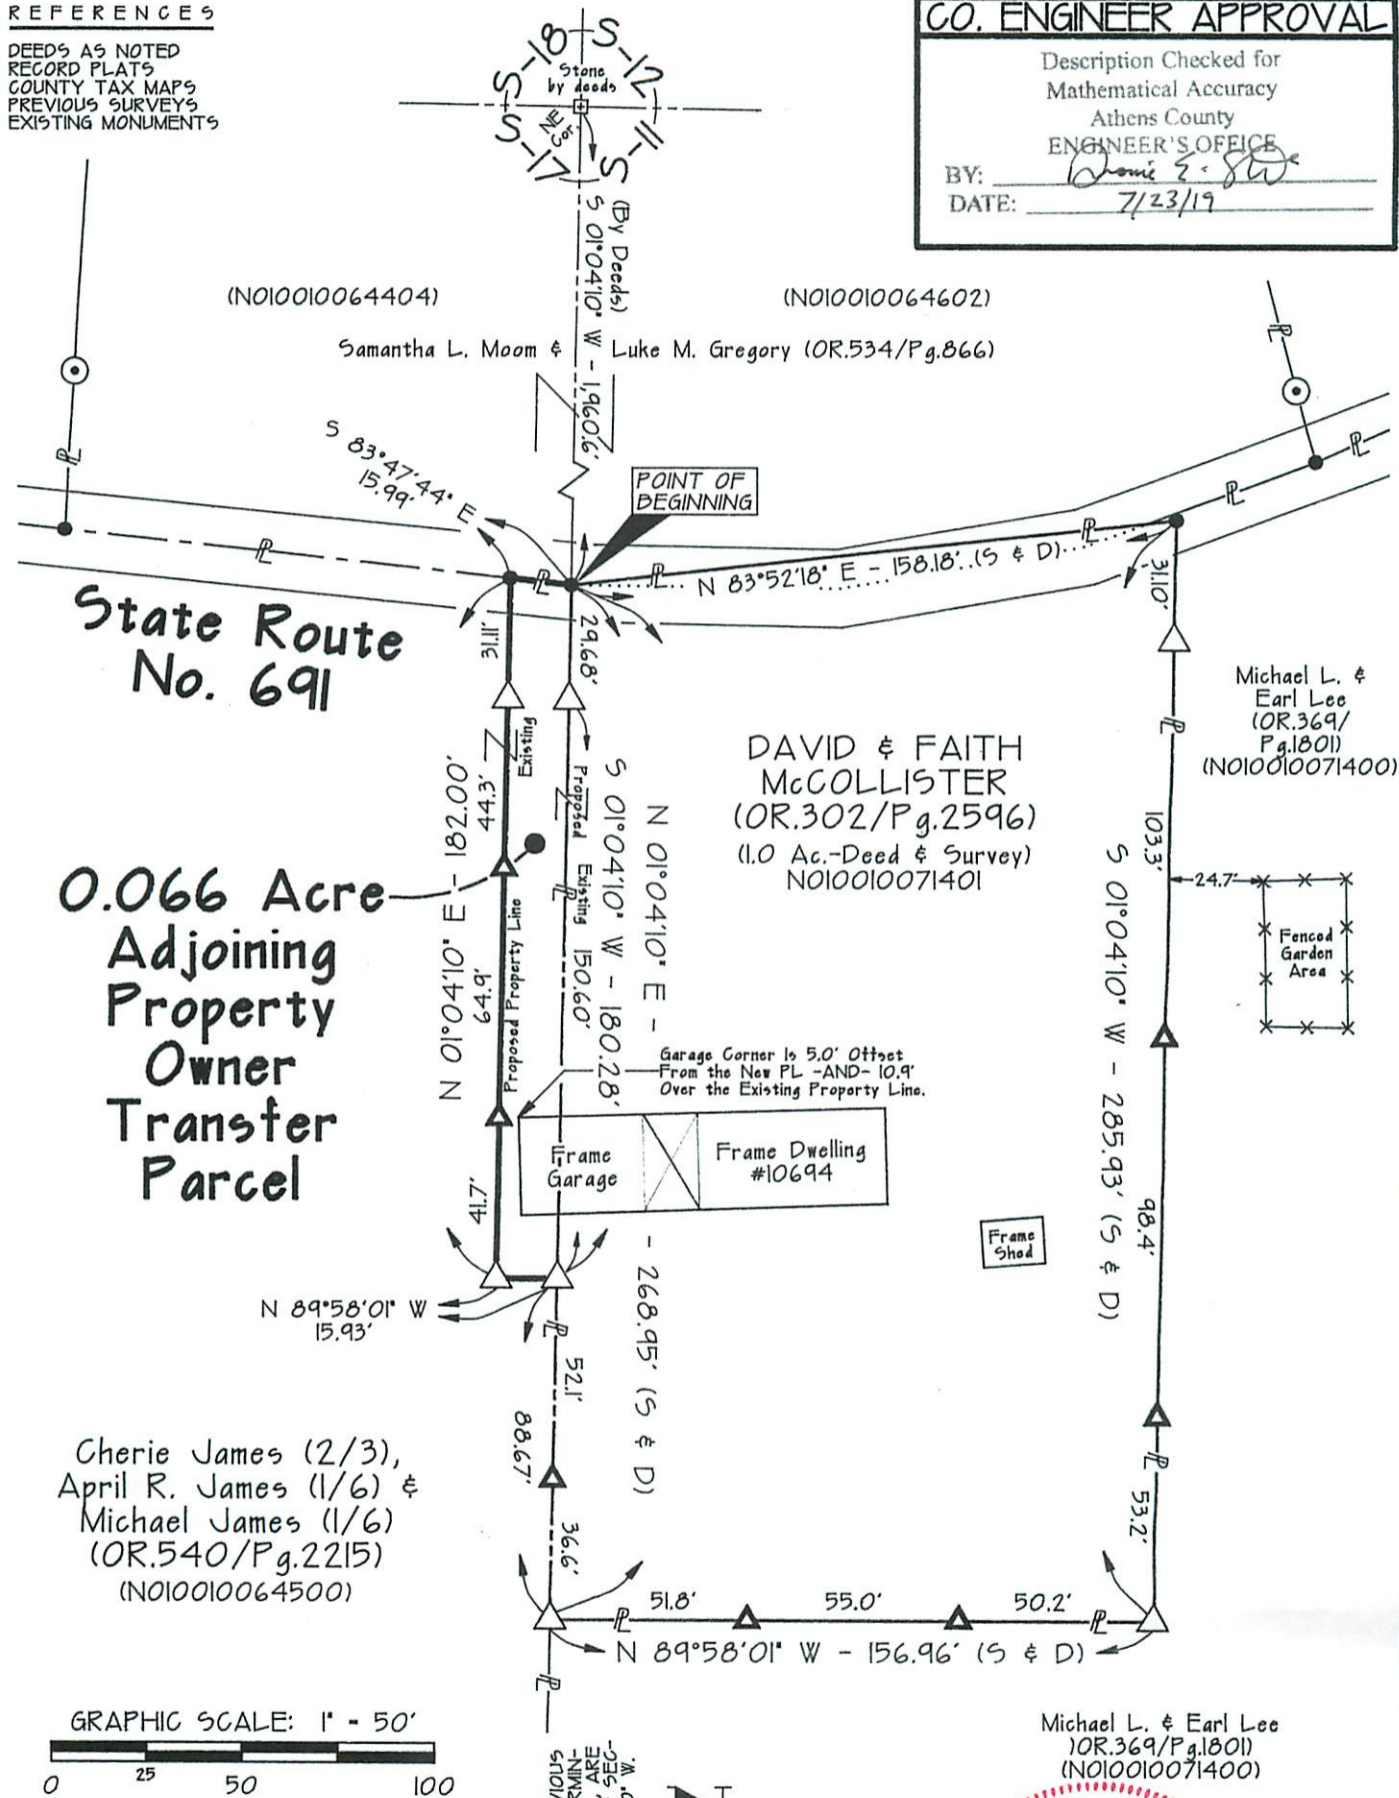 REFERENCES
DEEDS AS NOTED
RECORD PLATS
COUNTY TAX MAPS
PREVIOUS SURVEYS
EXISTING MONUMENTS
S-18
S-12
S-17
S-11
Stone
by deeds
NE
Cor.
CO. ENGINEER APPROVAL
Description Checked for
Mathematical Accuracy
Athens County
ENGINEER'S OFFICE
BY:
DATE: 7/23/19
(By Deeds)
S 01°04'10" W - 1,960.6'
(N010010064404)
(N010010064602)
Samantha L. Moom & Luke M. Gregory (OR.534/Pg.866)
S 83°47'44" E
15.99'
POINT OF
BEGINNING
N 83°52'18" E - 158.18' (S & D)
State Route
No. 691
31.11'
29.68'
31.10'
Michael L. &
Earl Lee
(OR.369/
Pg.1801)
(N010010071400)
DAVID & FAITH
McCOLLISTER
(OR.302/Pg.2596)
(1.0 Ac.-Deed & Survey)
N010010071401
0.066 Acre
Adjoining
Property
Owner
Transfer
Parcel
N 01°04'10" E - 182.00'
44.3'
64.9'
41.7'
Existing
Proposed Property Line
Proposed
Existing
150.60'
S 01°04'10" W - 180.28'
N 01°04'10" E - - 268.95' (S & D)
103.3'
24.7'
Fenced
Garden
Area
S 01°04'10" W - 285.93' (S & D)
98.4'
53.2'
Garage Corner Is 5.0' Offset
From the New PL -AND- 10.9'
Over the Existing Property Line.
Frame
Garage
Frame Dwelling
#10694
Frame
Shed
N 89°58'01" W
15.93'
52.1'
88.67'
36.6'
Cherie James (2/3),
April R. James (1/6) &
Michael James (1/6)
(OR.540/Pg.2215)
(N010010064500)
51.8' 55.0' 50.2'
N 89°58'01" W - 156.96' (S & D)
GRAPHIC SCALE: 1" - 50'
0 25 50 100
Michael L. & Earl Lee
)OR.369/Pg.1801)
(N010010071400)